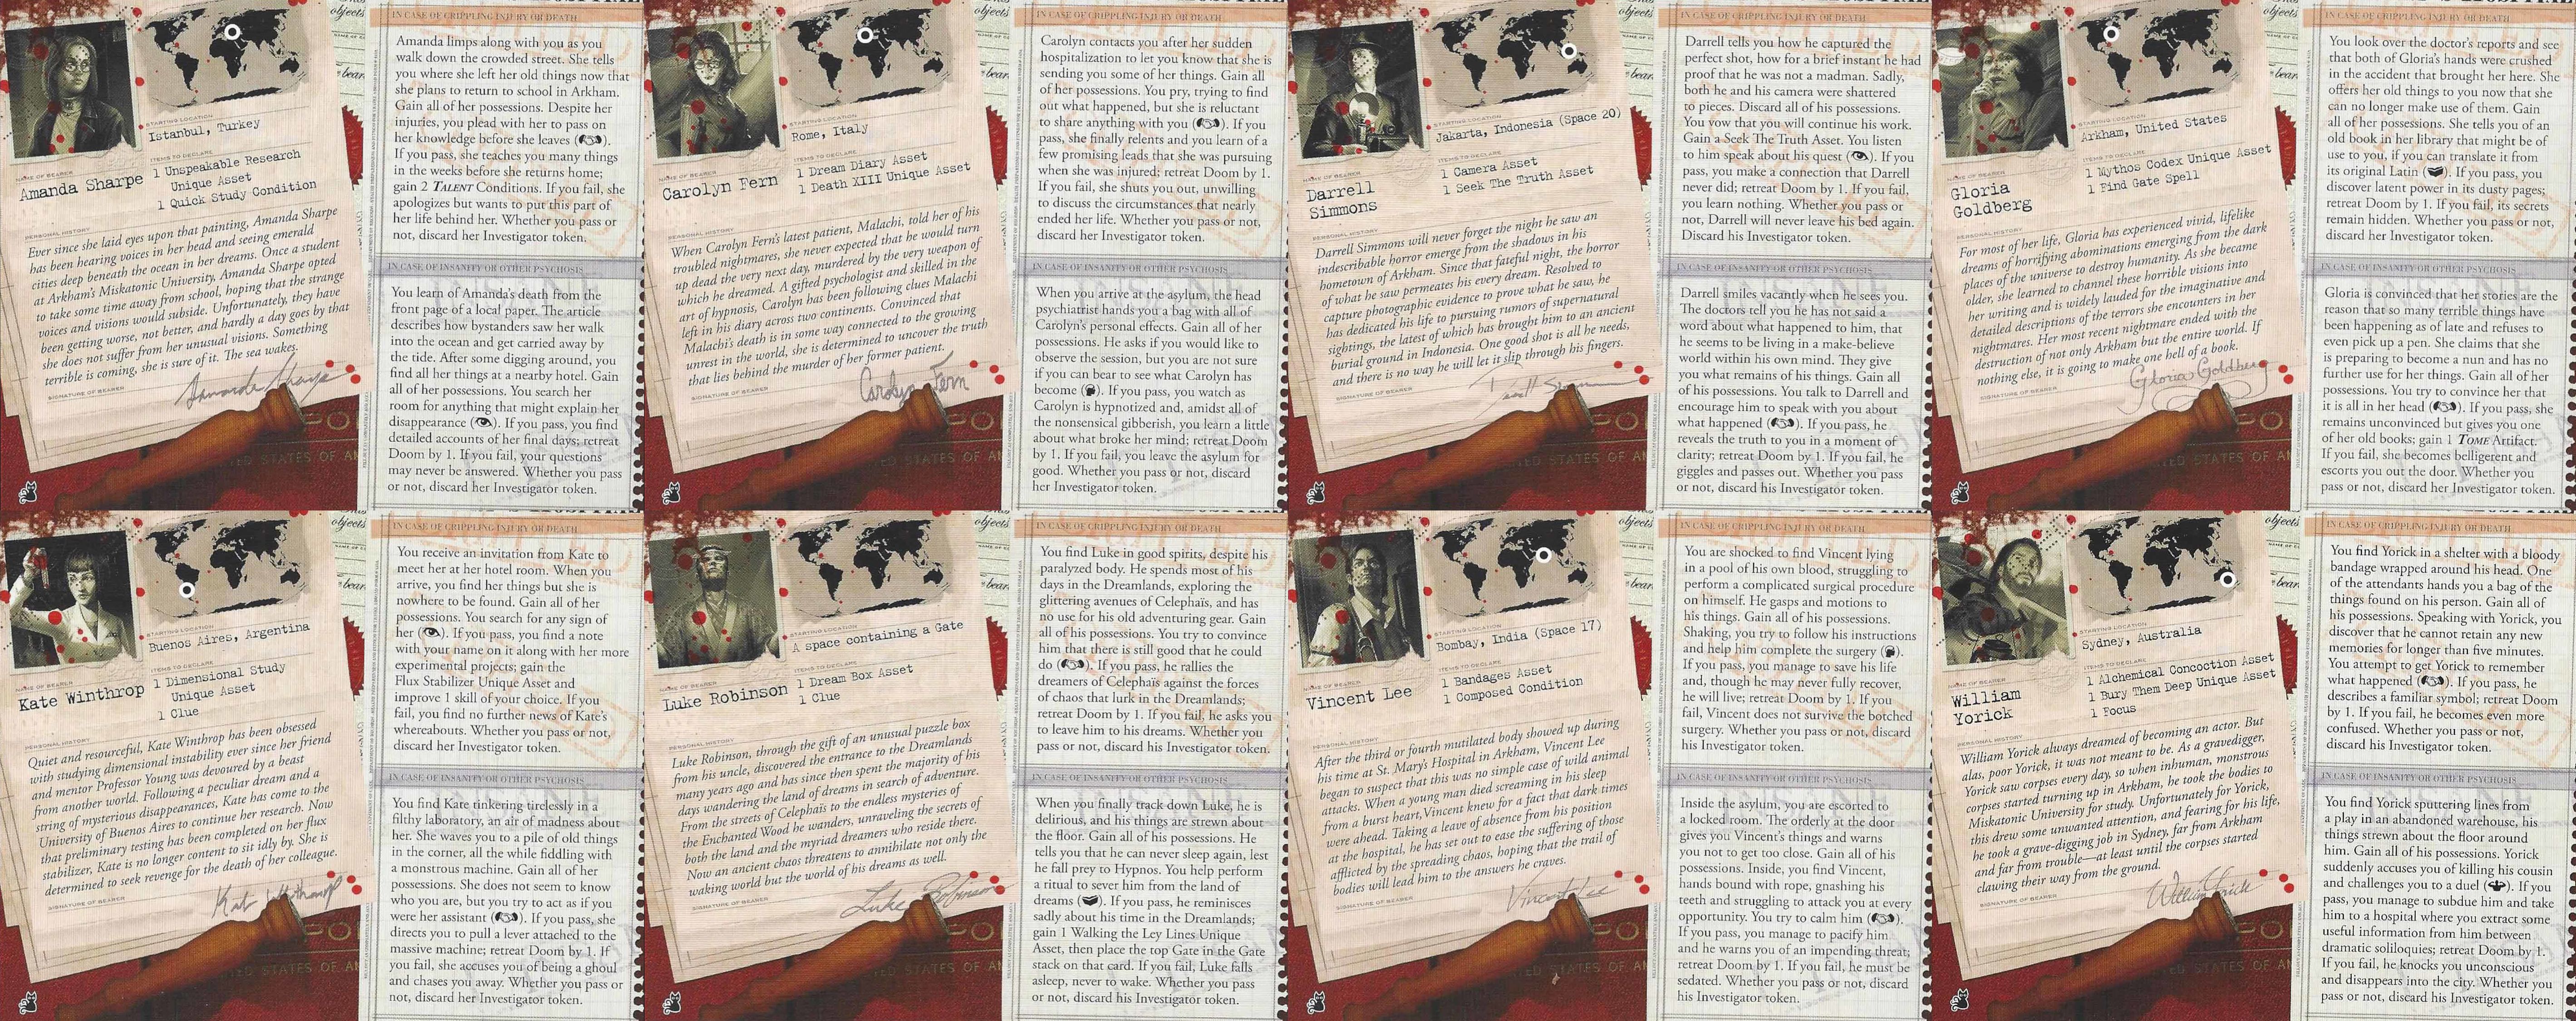 STARTING LOCATION
Istanbul, Turkey
ITEMS TO DECLARE
1 Unspeakable Research
Unique Asset
1 Quick Study Condition
NAME OF BEARER
Amanda Sharpe
PERSONAL HISTORY
Ever since she laid eyes upon that painting, Amanda Sharpe
has been hearing voices in her head and seeing emerald
cities deep beneath the ocean in her dreams. Once a student
at Arkham's Miskatonic University, Amanda Sharpe opted
to take some time away from school, hoping that the strange
voices and visions would subside. Unfortunately, they have
been getting worse, not better, and hardly a day goes by that
she does not suffer from her unusual visions. Something
terrible is coming, she is sure of it. The sea wakes.
SIGNATURE OF BEARER
Amanda Sharpe
IN CASE OF CRIPPLING INJURY OR DEATH
Amanda limps along with you as you
walk down the crowded street. She tells
you where she left her old things now that
she plans to return to school in Arkham.
Gain all of her possessions. Despite her
injuries, you plead with her to pass on
her knowledge before she leaves ( ).
If you pass, she teaches you many things
in the weeks before she returns home;
gain 2 TALENT Conditions. If you fail, she
apologizes but wants to put this part of
her life behind her. Whether you pass or
not, discard her Investigator token.
IN CASE OF INSANITY OR OTHER PSYCHOSIS
You learn of Amanda's death from the
front page of a local paper. The article
describes how bystanders saw her walk
into the ocean and get carried away by
the tide. After some digging around, you
find all her things at a nearby hotel. Gain
all of her possessions. You search her
room for anything that might explain her
disappearance ( ). If you pass, you find
detailed accounts of her final days; retreat
Doom by 1. If you fail, your questions
may never be answered. Whether you pass
or not, discard her Investigator token.
STARTING LOCATION
Rome, Italy
ITEMS TO DECLARE
1 Dream Diary Asset
1 Death XIII Unique Asset
NAME OF BEARER
Carolyn Fern
PERSONAL HISTORY
When Carolyn Fern's latest patient, Malachi, told her of his
troubled nightmares, she never expected that he would turn
up dead the very next day, murdered by the very weapon of
which he dreamed. A gifted psychologist and skilled in the
art of hypnosis, Carolyn has been following clues Malachi
left in his diary across two continents. Convinced that
Malachi's death is in some way connected to the growing
unrest in the world, she is determined to uncover the truth
that lies behind the murder of her former patient.
SIGNATURE OF BEARER
Carolyn Fern
IN CASE OF CRIPPLING INJURY OR DEATH
Carolyn contacts you after her sudden
hospitalization to let you know that she is
sending you some of her things. Gain all
of her possessions. You pry, trying to find
out what happened, but she is reluctant
to share anything with you ( ). If you
pass, she finally relents and you learn of a
few promising leads that she was pursuing
when she was injured; retreat Doom by 1.
If you fail, she shuts you out, unwilling
to discuss the circumstances that nearly
ended her life. Whether you pass or not,
discard her Investigator token.
IN CASE OF INSANITY OR OTHER PSYCHOSIS
When you arrive at the asylum, the head
psychiatrist hands you a bag with all of
Carolyn's personal effects. Gain all of her
possessions. He asks if you would like to
observe the session, but you are not sure
if you can bear to see what Carolyn has
become ( ). If you pass, you watch as
Carolyn is hypnotized and, amidst all of
the nonsensical gibberish, you learn a little
about what broke her mind; retreat Doom
by 1. If you fail, you leave the asylum for
good. Whether you pass or not, discard
her Investigator token.
STARTING LOCATION
Jakarta, Indonesia (Space 20)
ITEMS TO DECLARE
1 Camera Asset
1 Seek The Truth Asset
NAME OF BEARER
Darrell
Simmons
PERSONAL HISTORY
Darrell Simmons will never forget the night he saw an
indescribable horror emerge from the shadows in his
hometown of Arkham. Since that fateful night, the horror
of what he saw permeates his every dream. Resolved to
capture photographic evidence to prove what he saw, he
has dedicated his life to pursuing rumors of supernatural
sightings, the latest of which has brought him to an ancient
burial ground in Indonesia. One good shot is all he needs,
and there is no way he will let it slip through his fingers.
SIGNATURE OF BEARER
IN CASE OF CRIPPLING INJURY OR DEATH
Darrell tells you how he captured the
perfect shot, how for a brief instant he had
proof that he was not a madman. Sadly,
both he and his camera were shattered
to pieces. Discard all of his possessions.
You vow that you will continue his work.
Gain a Seek The Truth Asset. You listen
to him speak about his quest ( ). If you
pass, you make a connection that Darrell
never did; retreat Doom by 1. If you fail,
you learn nothing. Whether you pass or
not, Darrell will never leave his bed again.
Discard his Investigator token.
IN CASE OF INSANITY OR OTHER PSYCHOSIS
Darrell smiles vacantly when he sees you.
The doctors tell you he has not said a
word about what happened to him, that
he seems to be living in a make-believe
world within his own mind. They give
you what remains of his things. Gain all
of his possessions. You talk to Darrell and
encourage him to speak with you about
what happened ( ). If you pass, he
reveals the truth to you in a moment of
clarity; retreat Doom by 1. If you fail, he
giggles and passes out. Whether you pass
or not, discard his Investigator token.
STARTING LOCATION
Arkham, United States
ITEMS TO DECLARE
1 Mythos Codex Unique Asset
1 Find Gate Spell
NAME OF BEARER
Gloria
Goldberg
PERSONAL HISTORY
For most of her life, Gloria has experienced vivid, lifelike
dreams of horrifying abominations emerging from the dark
places of the universe to destroy humanity. As she became
older, she learned to channel these horrible visions into
her writing and is widely lauded for the imaginative and
detailed descriptions of the terrors she encounters in her
nightmares. Her most recent nightmare ended with the
destruction of not only Arkham but the entire world. If
nothing else, it is going to make one hell of a book.
SIGNATURE OF BEARER
Gloria Goldberg
IN CASE OF CRIPPLING INJURY OR DEATH
You look over the doctor's reports and see
that both of Gloria's hands were crushed
in the accident that brought her here. She
offers her old things to you now that she
can no longer make use of them. Gain
all of her possessions. She tells you of an
old book in her library that might be of
use to you, if you can translate it from
its original Latin ( ). If you pass, you
discover latent power in its dusty pages;
retreat Doom by 1. If you fail, its secrets
remain hidden. Whether you pass or not,
discard her Investigator token.
IN CASE OF INSANITY OR OTHER PSYCHOSIS
Gloria is convinced that her stories are the
reason that so many terrible things have
been happening as of late and refuses to
even pick up a pen. She claims that she
is preparing to become a nun and has no
further use for her things. Gain all of her
possessions. You try to convince her that
it is all in her head ( ). If you pass, she
remains unconvinced but gives you one
of her old books; gain 1 TOME Artifact.
If you fail, she becomes belligerent and
escorts you out the door. Whether you
pass or not, discard her Investigator token.
STARTING LOCATION
Buenos Aires, Argentina
ITEMS TO DECLARE
1 Dimensional Study
Unique Asset
1 Clue
NAME OF BEARER
Kate Winthrop
PERSONAL HISTORY
Quiet and resourceful, Kate Winthrop has been obsessed
with studying dimensional instability ever since her friend
and mentor Professor Young was devoured by a beast
from another world. Following a peculiar dream and a
string of mysterious disappearances, Kate has come to the
University of Buenos Aires to continue her research. Now
that preliminary testing has been completed on her flux
stabilizer, Kate is no longer content to sit idly by. She is
determined to seek revenge for the death of her colleague.
SIGNATURE OF BEARER
Kat Winthrop
IN CASE OF CRIPPLING INJURY OR DEATH
You receive an invitation from Kate to
meet her at her hotel room. When you
arrive, you find her things but she is
nowhere to be found. Gain all of her
possessions. You search for any sign of
her ( ). If you pass, you find a note
with your name on it along with her more
experimental projects; gain the
Flux Stabilizer Unique Asset and
improve 1 skill of your choice. If you
fail, you find no further news of Kate's
whereabouts. Whether you pass or not,
discard her Investigator token.
IN CASE OF INSANITY OR OTHER PSYCHOSIS
You find Kate tinkering tirelessly in a
filthy laboratory, an air of madness about
her. She waves you to a pile of old things
in the corner, all the while fiddling with
a monstrous machine. Gain all of her
possessions. She does not seem to know
who you are, but you try to act as if you
were her assistant ( ). If you pass, she
directs you to pull a lever attached to the
massive machine; retreat Doom by 1. If
you fail, she accuses you of being a ghoul
and chases you away. Whether you pass or
not, discard her Investigator token.
STARTING LOCATION
A space containing a Gate
ITEMS TO DECLARE
1 Dream Box Asset
1 Clue
NAME OF BEARER
Luke Robinson
PERSONAL HISTORY
Luke Robinson, through the gift of an unusual puzzle box
from his uncle, discovered the entrance to the Dreamlands
many years ago and has since then spent the majority of his
days wandering the land of dreams in search of adventure.
From the streets of Celephaïs to the endless mysteries of
the Enchanted Wood he wanders, unraveling the secrets of
both the land and the myriad dreamers who reside there.
Now an ancient chaos threatens to annihilate not only the
waking world but the world of his dreams as well.
SIGNATURE OF BEARER
Luke Robinson
IN CASE OF CRIPPLING INJURY OR DEATH
You find Luke in good spirits, despite his
paralyzed body. He spends most of his
days in the Dreamlands, exploring the
glittering avenues of Celephaïs, and has
no use for his old adventuring gear. Gain
all of his possessions. You try to convince
him that there is still good that he could
do ( ). If you pass, he rallies the
dreamers of Celephaïs against the forces
of chaos that lurk in the Dreamlands;
retreat Doom by 1. If you fail, he asks you
to leave him to his dreams. Whether you
pass or not, discard his Investigator token.
IN CASE OF INSANITY OR OTHER PSYCHOSIS
When you finally track down Luke, he is
delirious, and his things are strewn about
the floor. Gain all of his possessions. He
tells you that he can never sleep again, lest
he fall prey to Hypnos. You help perform
a ritual to sever him from the land of
dreams ( ). If you pass, he reminisces
sadly about his time in the Dreamlands;
gain 1 Walking the Ley Lines Unique
Asset, then place the top Gate in the Gate
stack on that card. If you fail, Luke falls
asleep, never to wake. Whether you pass
or not, discard his Investigator token.
STARTING LOCATION
Bombay, India (Space 17)
ITEMS TO DECLARE
1 Bandages Asset
1 Composed Condition
NAME OF BEARER
Vincent Lee
PERSONAL HISTORY
After the third or fourth mutilated body showed up during
his time at St. Mary's Hospital in Arkham, Vincent Lee
began to suspect that this was no simple case of wild animal
attacks. When a young man died screaming in his sleep
from a burst heart, Vincent knew for a fact that dark times
were ahead. Taking a leave of absence from his position
at the hospital, he has set out to ease the suffering of those
afflicted by the spreading chaos, hoping that the trail of
bodies will lead him to the answers he craves.
SIGNATURE OF BEARER
Vincent Lee
IN CASE OF CRIPPLING INJURY OR DEATH
You are shocked to find Vincent lying
in a pool of his own blood, struggling to
perform a complicated surgical procedure
on himself. He gasps and motions to
his things. Gain all of his possessions.
Shaking, you try to follow his instructions
and help him complete the surgery ( ).
If you pass, you manage to save his life
and, though he may never fully recover,
he will live; retreat Doom by 1. If you
fail, Vincent does not survive the botched
surgery. Whether you pass or not, discard
his Investigator token.
IN CASE OF INSANITY OR OTHER PSYCHOSIS
Inside the asylum, you are escorted to
a locked room. The orderly at the door
gives you Vincent's things and warns
you not to get too close. Gain all of his
possessions. Inside, you find Vincent,
hands bound with rope, gnashing his
teeth and struggling to attack you at every
opportunity. You try to calm him ( ).
If you pass, you manage to pacify him
and he warns you of an impending threat;
retreat Doom by 1. If you fail, he must be
sedated. Whether you pass or not, discard
his Investigator token.
STARTING LOCATION
Sydney, Australia
ITEMS TO DECLARE
1 Alchemical Concoction Asset
1 Bury Them Deep Unique Asset
1 Focus
NAME OF BEARER
William
Yorick
PERSONAL HISTORY
William Yorick always dreamed of becoming an actor. But
alas, poor Yorick, it was not meant to be. As a gravedigger,
Yorick saw corpses every day, so when inhuman, monstrous
corpses started turning up in Arkham, he took the bodies to
Miskatonic University for study. Unfortunately for Yorick,
this drew some unwanted attention, and fearing for his life,
he took a grave-digging job in Sydney, far from Arkham
and far from trouble—at least until the corpses started
clawing their way from the ground.
SIGNATURE OF BEARER
William Yorick
IN CASE OF CRIPPLING INJURY OR DEATH
You find Yorick in a shelter with a bloody
bandage wrapped around his head. One
of the attendants hands you a bag of the
things found on his person. Gain all of
his possessions. Speaking with Yorick, you
discover that he cannot retain any new
memories for longer than five minutes.
You attempt to get Yorick to remember
what happened ( ). If you pass, he
describes a familiar symbol; retreat Doom
by 1. If you fail, he becomes even more
confused. Whether you pass or not,
discard his Investigator token.
IN CASE OF INSANITY OR OTHER PSYCHOSIS
You find Yorick sputtering lines from
a play in an abandoned warehouse, his
things strewn about the floor around
him. Gain all of his possessions. Yorick
suddenly accuses you of killing his cousin
and challenges you to a duel ( ). If you
pass, you manage to subdue him and take
him to a hospital where you extract some
useful information from him between
dramatic soliloquies; retreat Doom by 1.
If you fail, he knocks you unconscious
and disappears into the city. Whether you
pass or not, discard his Investigator token.